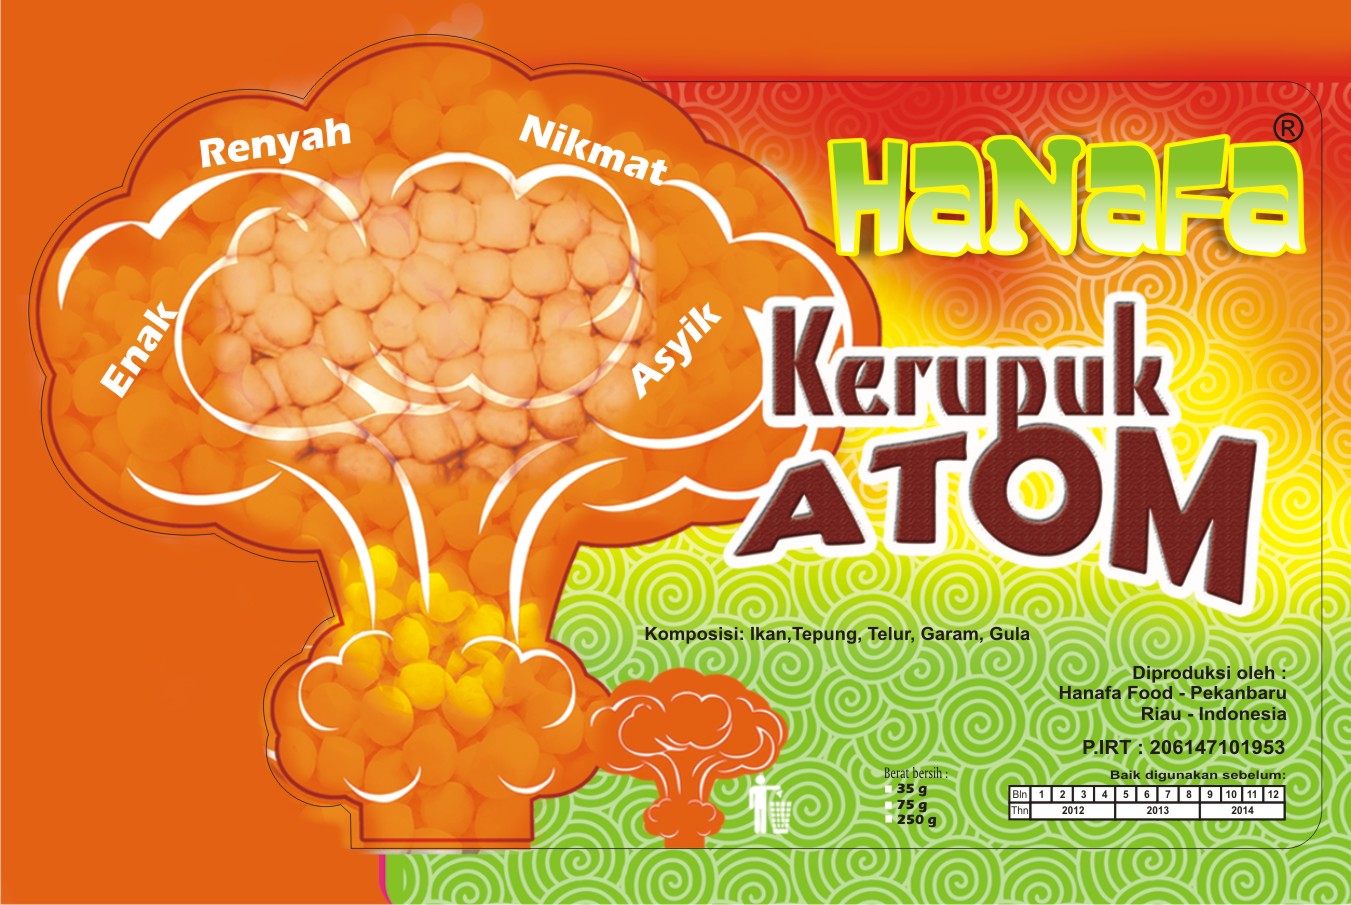 Renyah
Nikmat
Enak
Asyik
HaNaFa ®
Kerupuk
ATOM
Komposisi: Ikan,Tepung, Telur, Garam, Gula
Diproduksi oleh :
Hanafa Food - Pekanbaru
Riau - Indonesia
P.IRT : 206147101953
Berat bersih :
35 g
75 g
250 g
Baik digunakan sebelum:
Bln 1 2 3 4 5 6 7 8 9 10 11 12
Thn 2012 2013 2014